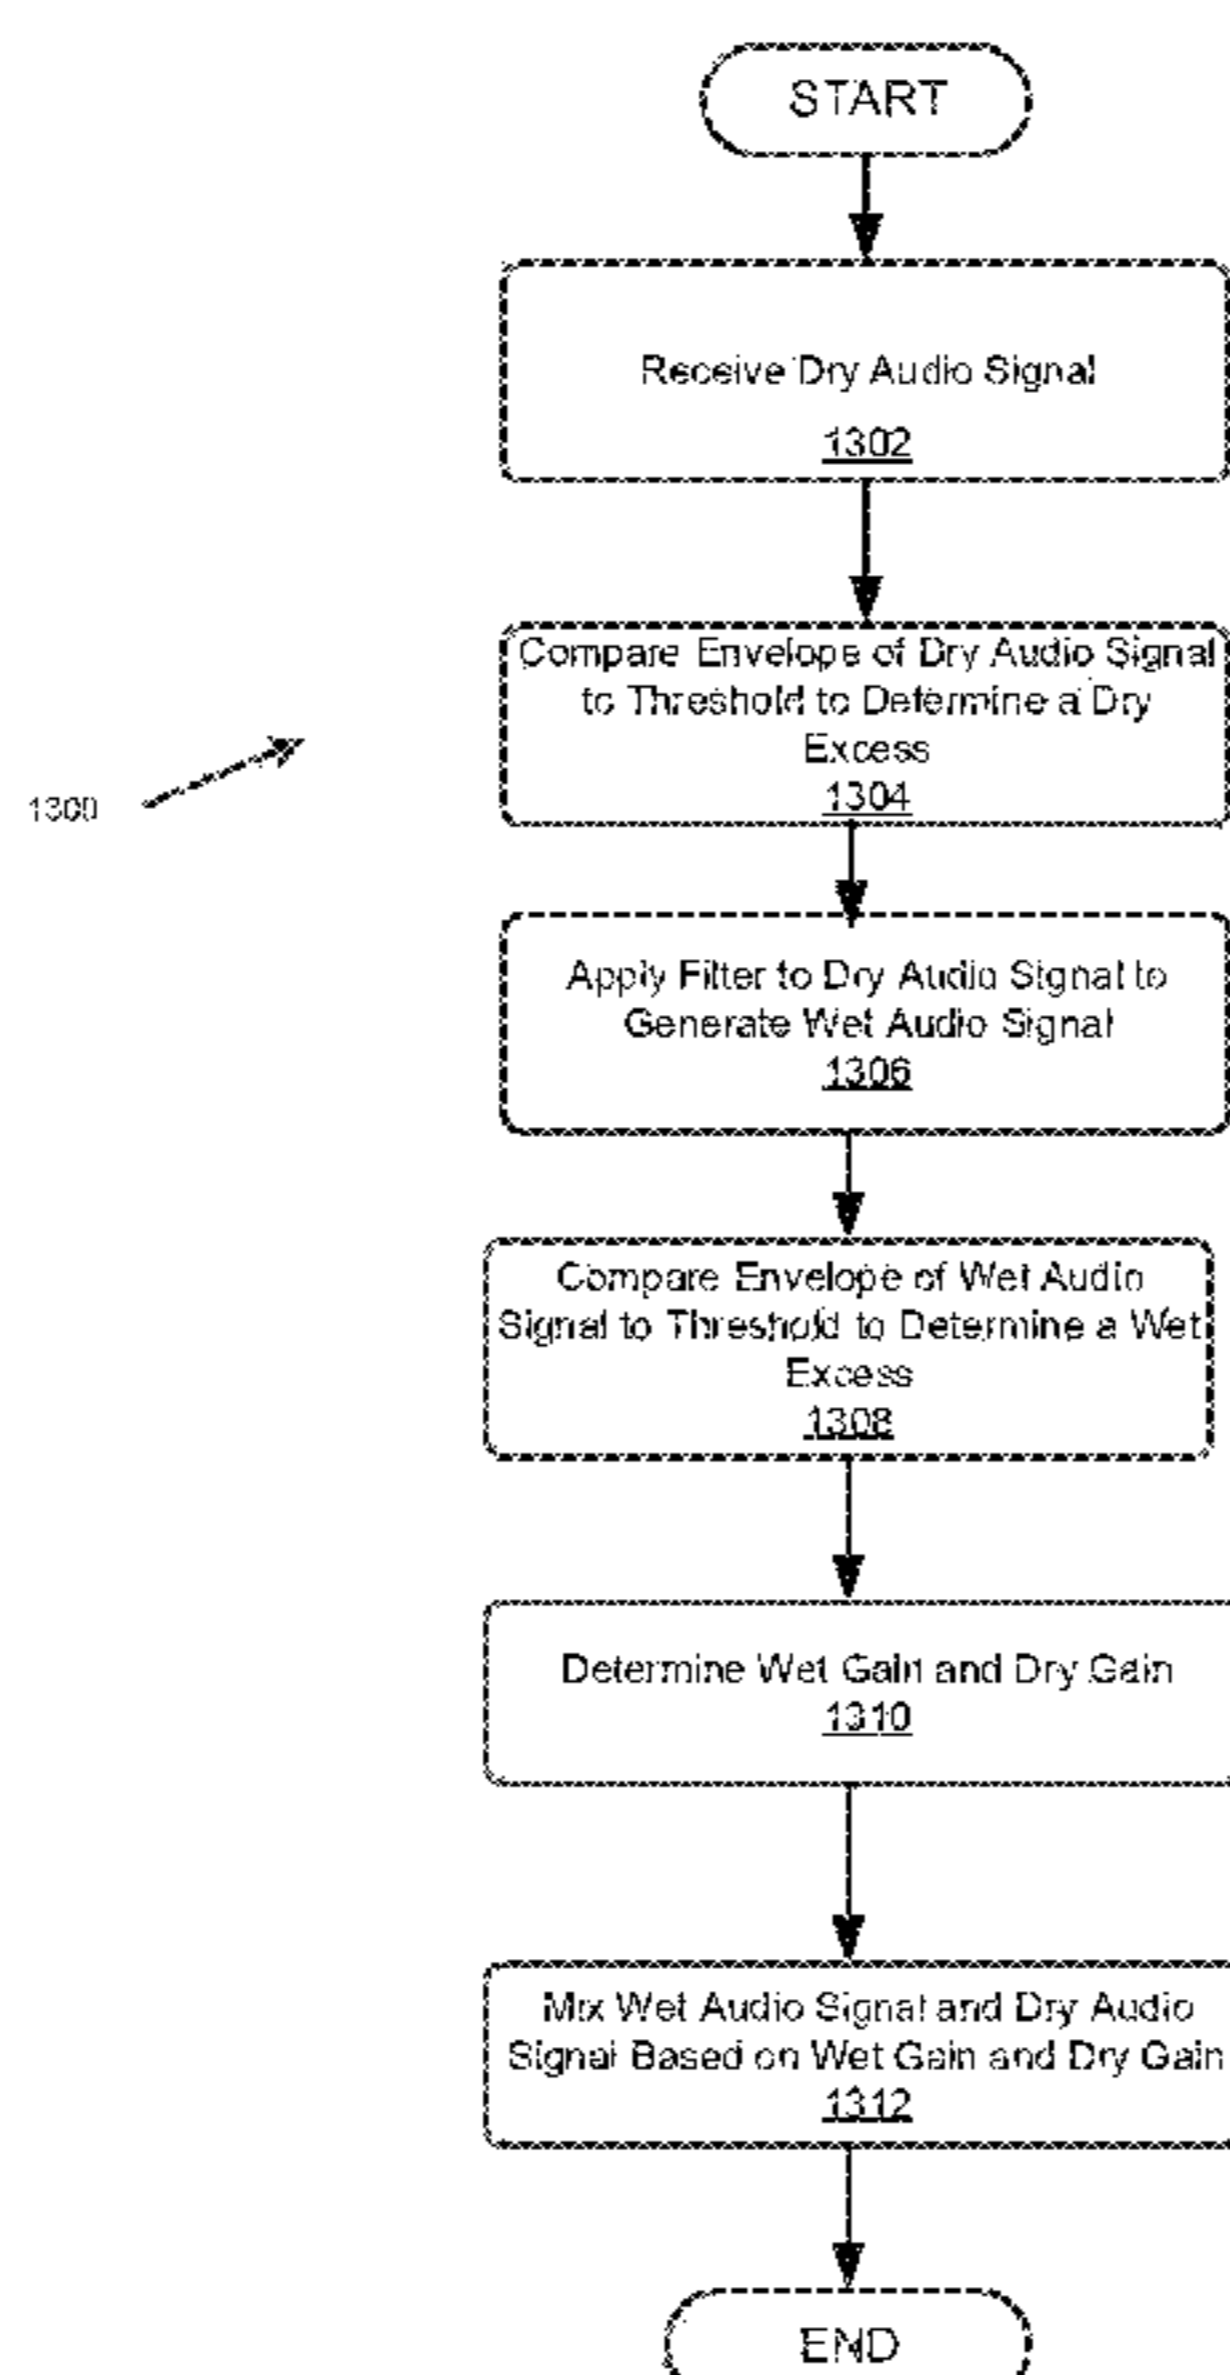 START
Receive Dry Audio Signal
1302
Compare Envelope of Dry Audio Signal
to Threshold to Determine a Dry
Excess
1304
1300
Apply Filter to Dry Audio Signal to
Generate Wet Audio Signal
1306
Compare Envelope of Wet Audio
Signal to Threshold to Determine a Wet
Excess
1308
Determine Wet Gain and Dry Gain
1310
Mix Wet Audio Signal and Dry Audio
Signal Based on Wet Gain and Dry Gain
1312
END